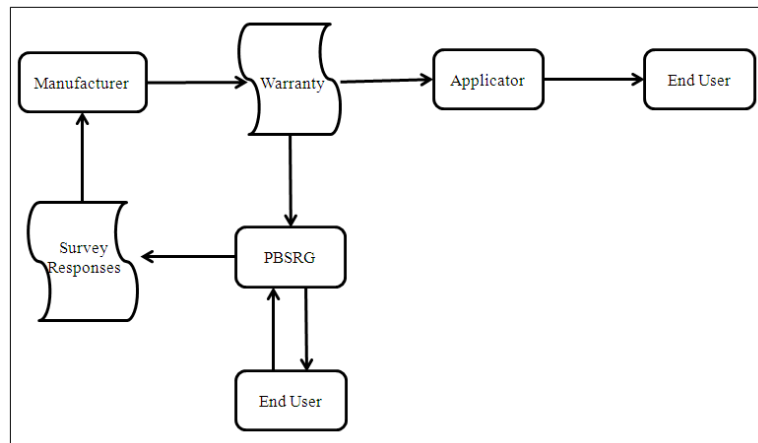 Manufacturer
Warranty
Applicator
End User
Survey
Responses
PBSRG
End User